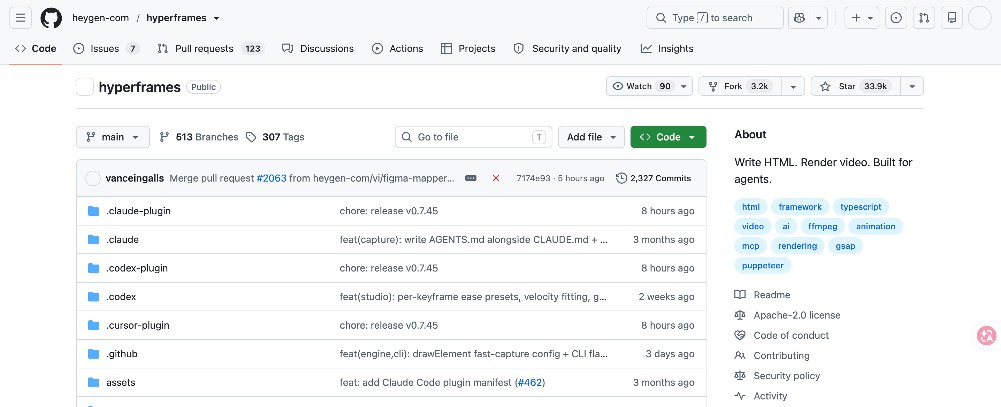 heygen-com / hyperframes
Type / to search
Code
Issues 7
Pull requests 123
Discussions
Actions
Projects
Security and quality
Insights
hyperframes Public
Watch 90
Fork 3.2k
Star 33.9k
main
513 Branches
307 Tags
Go to file T
Add file
Code
vanceingalls Merge pull request #2063 from heygen-com/vi/figma-mapper... 7174e93 · 5 hours ago 2,327 Commits
.claude-plugin chore: release v0.7.45 8 hours ago
.claude feat(capture): write AGENTS.md alongside CLAUDE.md + ... 3 months ago
.codex-plugin chore: release v0.7.45 8 hours ago
.codex feat(studio): per-keyframe ease presets, velocity fitting, g... 2 weeks ago
.cursor-plugin chore: release v0.7.45 8 hours ago
.github feat(engine,cli): drawElement fast-capture config + CLI fla... 3 days ago
assets feat: add Claude Code plugin manifest (#462) 3 months ago
About
Write HTML. Render video. Built for
agents.
html framework typescript
video ai ffmpeg animation
mcp rendering gsap
puppeteer
Readme
Apache-2.0 license
Code of conduct
Contributing
Security policy
Activity